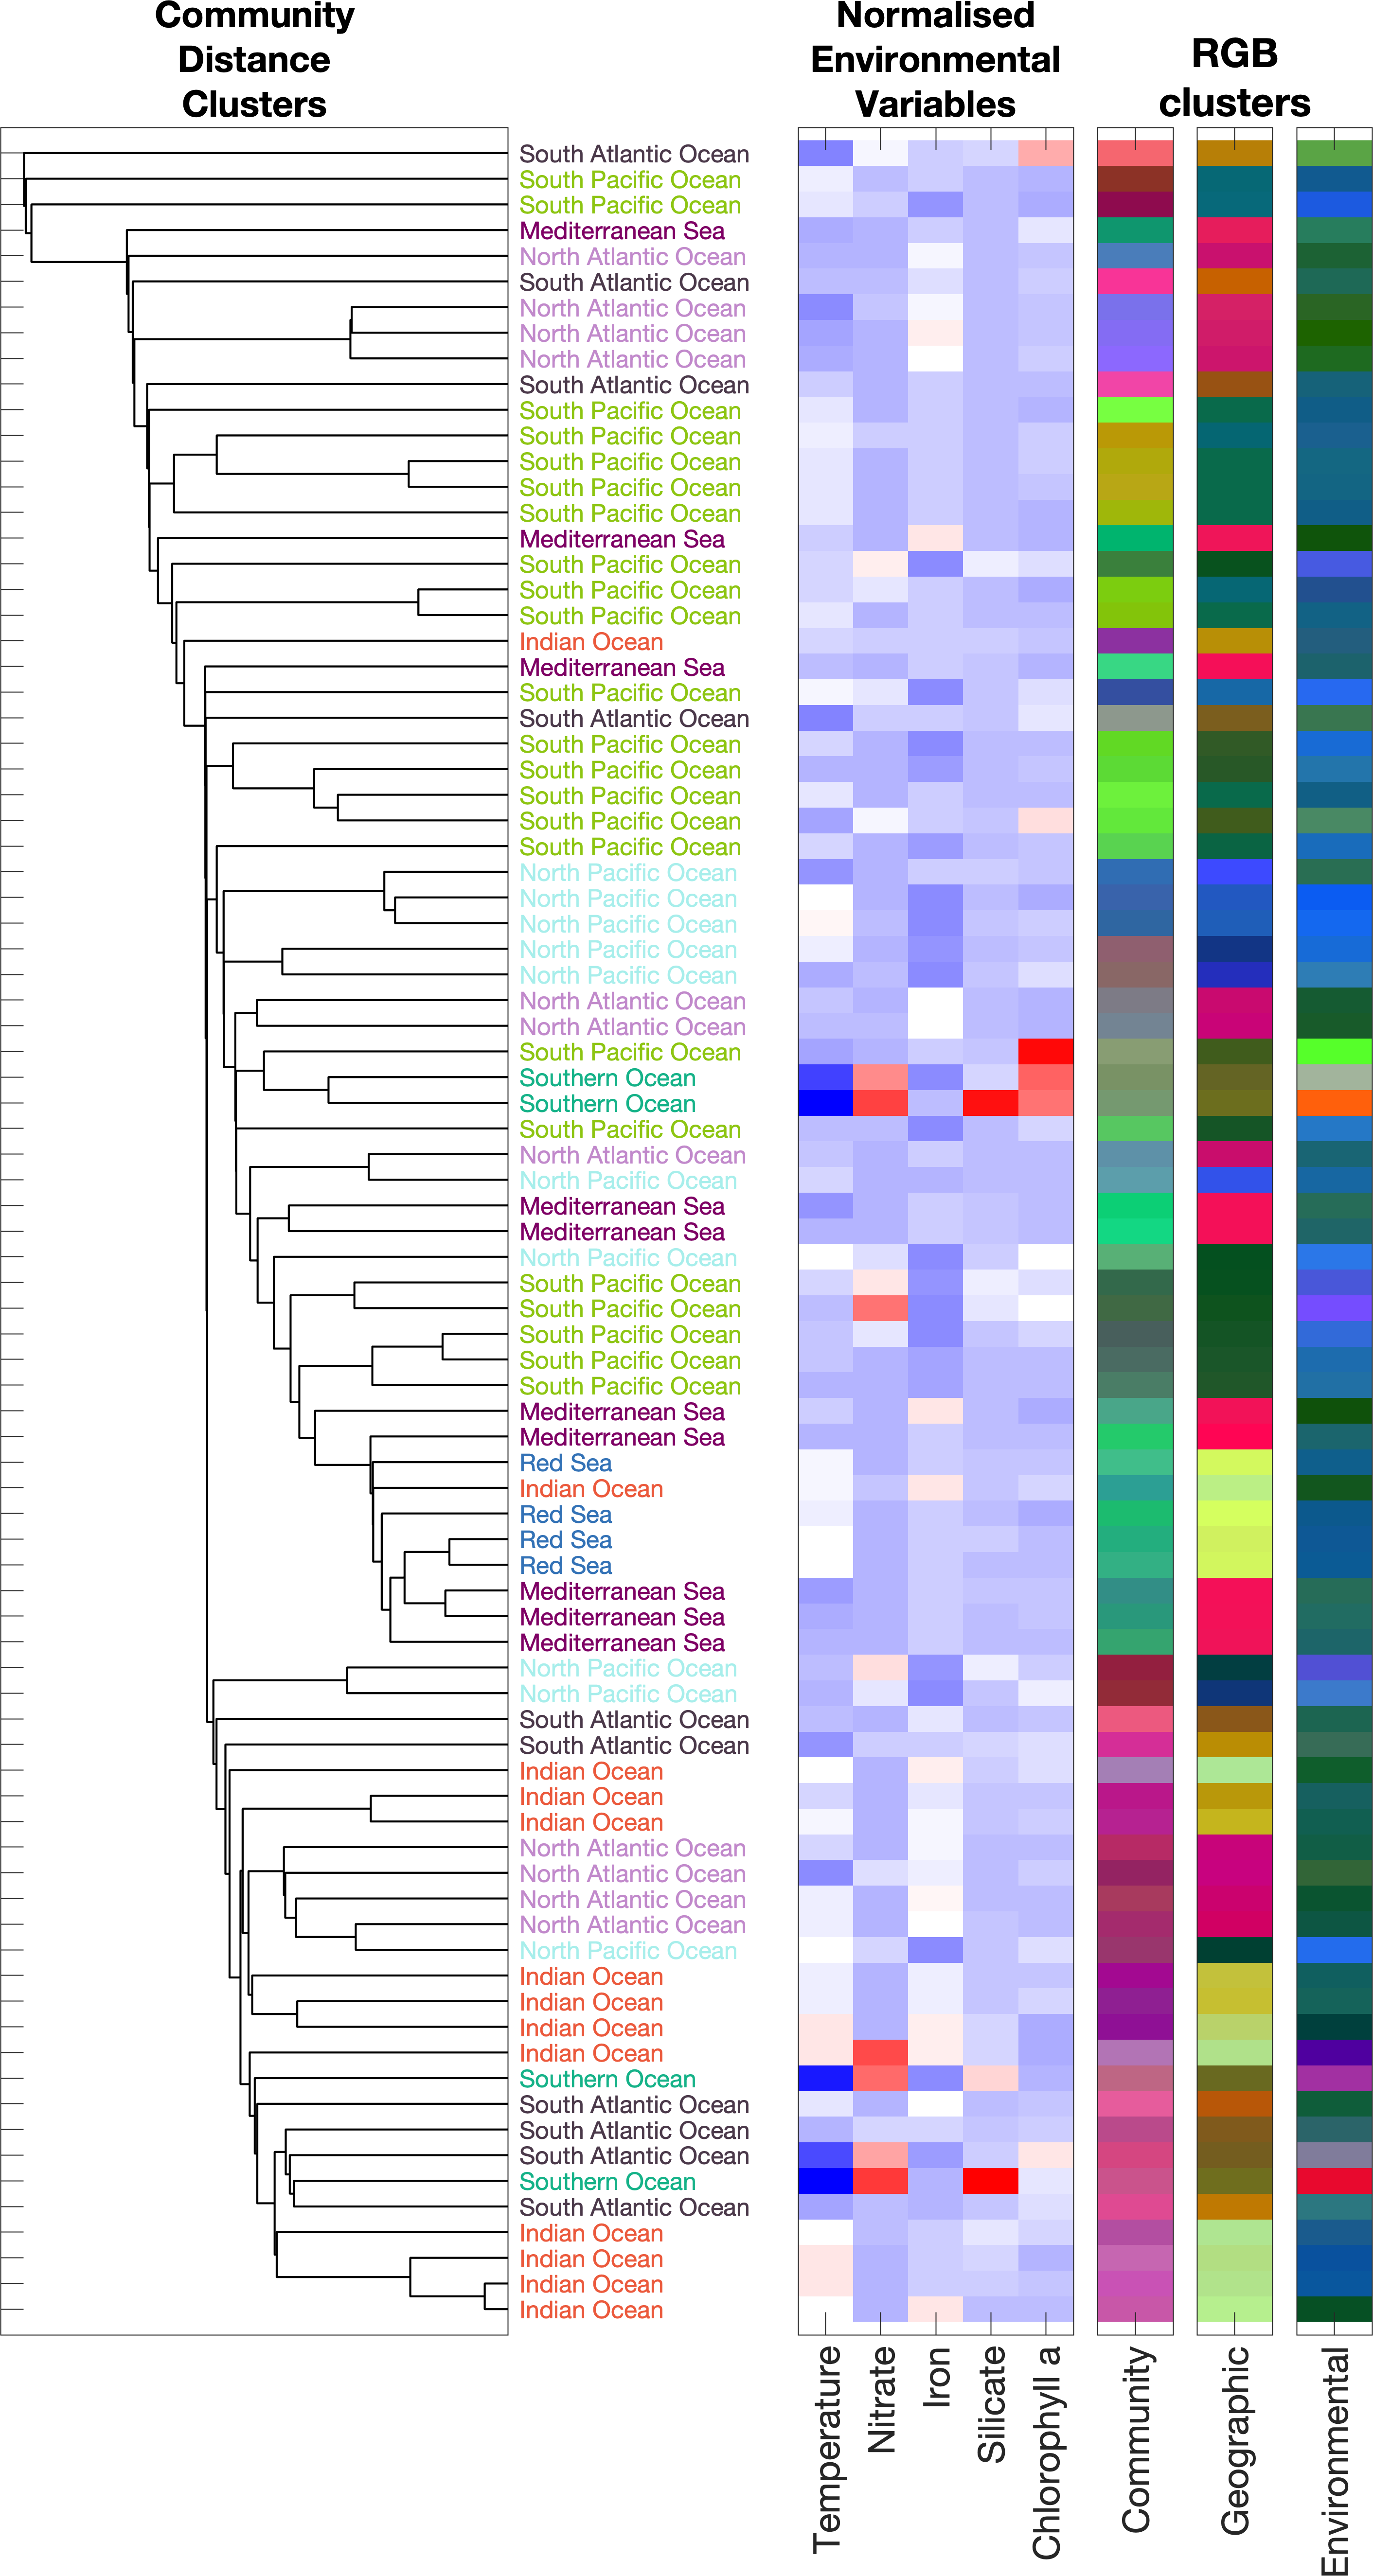 Community
Distance
Clusters
Normalised
Environmental
Variables
RGB
clusters
South Atlantic Ocean
South Pacific Ocean
South Pacific Ocean
Mediterranean Sea
North Atlantic Ocean
South Atlantic Ocean
North Atlantic Ocean
North Atlantic Ocean
North Atlantic Ocean
South Atlantic Ocean
South Pacific Ocean
South Pacific Ocean
South Pacific Ocean
South Pacific Ocean
South Pacific Ocean
Mediterranean Sea
South Pacific Ocean
South Pacific Ocean
South Pacific Ocean
Indian Ocean
Mediterranean Sea
South Pacific Ocean
South Atlantic Ocean
South Pacific Ocean
South Pacific Ocean
South Pacific Ocean
South Pacific Ocean
South Pacific Ocean
North Pacific Ocean
North Pacific Ocean
North Pacific Ocean
North Pacific Ocean
North Pacific Ocean
North Atlantic Ocean
North Atlantic Ocean
South Pacific Ocean
Southern Ocean
Southern Ocean
South Pacific Ocean
North Atlantic Ocean
North Pacific Ocean
Mediterranean Sea
Mediterranean Sea
North Pacific Ocean
South Pacific Ocean
South Pacific Ocean
South Pacific Ocean
South Pacific Ocean
South Pacific Ocean
Mediterranean Sea
Mediterranean Sea
Red Sea
Indian Ocean
Red Sea
Red Sea
Red Sea
Mediterranean Sea
Mediterranean Sea
Mediterranean Sea
North Pacific Ocean
North Pacific Ocean
South Atlantic Ocean
South Atlantic Ocean
Indian Ocean
Indian Ocean
Indian Ocean
North Atlantic Ocean
North Atlantic Ocean
North Atlantic Ocean
North Atlantic Ocean
North Pacific Ocean
Indian Ocean
Indian Ocean
Indian Ocean
Indian Ocean
Southern Ocean
South Atlantic Ocean
South Atlantic Ocean
South Atlantic Ocean
Southern Ocean
South Atlantic Ocean
Indian Ocean
Indian Ocean
Indian Ocean
Indian Ocean
Temperature
Nitrate
Iron
Silicate
Chlorophyll a
Community
Geographic
Environmental